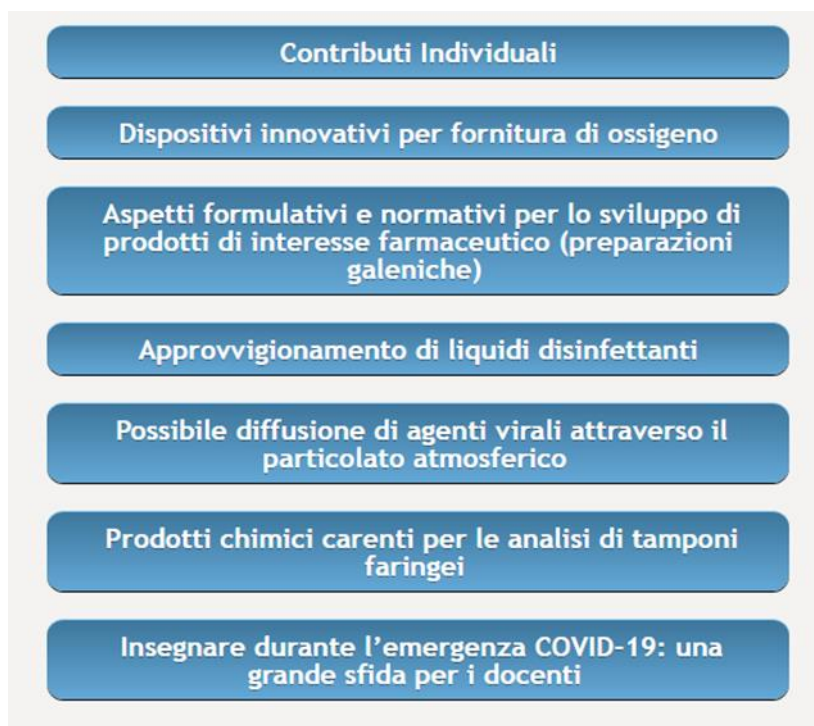 Contributi Individuali
Dispositivi innovativi per fornitura di ossigeno
Aspetti formulativi e normativi per lo sviluppo di
prodotti di interesse farmaceutico (preparazioni
galeniche)
Approvvigionamento di liquidi disinfettanti
Possibile diffusione di agenti virali attraverso il
particolato atmosferico
Prodotti chimici carenti per le analisi di tamponi
faringei
Insegnare durante l'emergenza COVID-19: una
grande sfida per i docenti